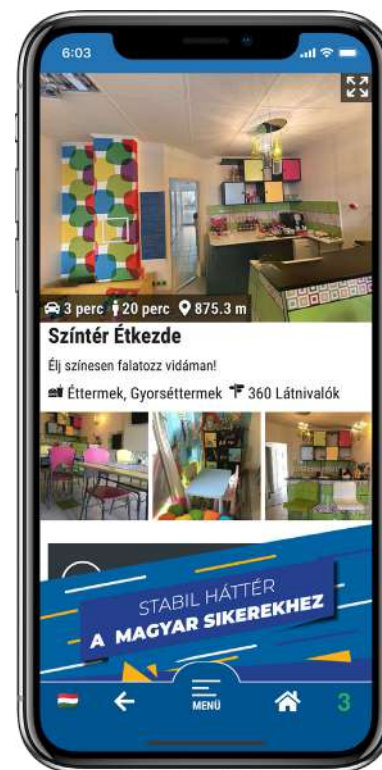 6:03
3 perc 20 perc 875.3 m
Színtér Étkezde
Élj színesen falatozz vidáman!
Éttermek, Gyorséttermek 360 Látnivalók
STABIL HÁTTÉR
A MAGYAR SIKEREKHEZ
MENÜ
3